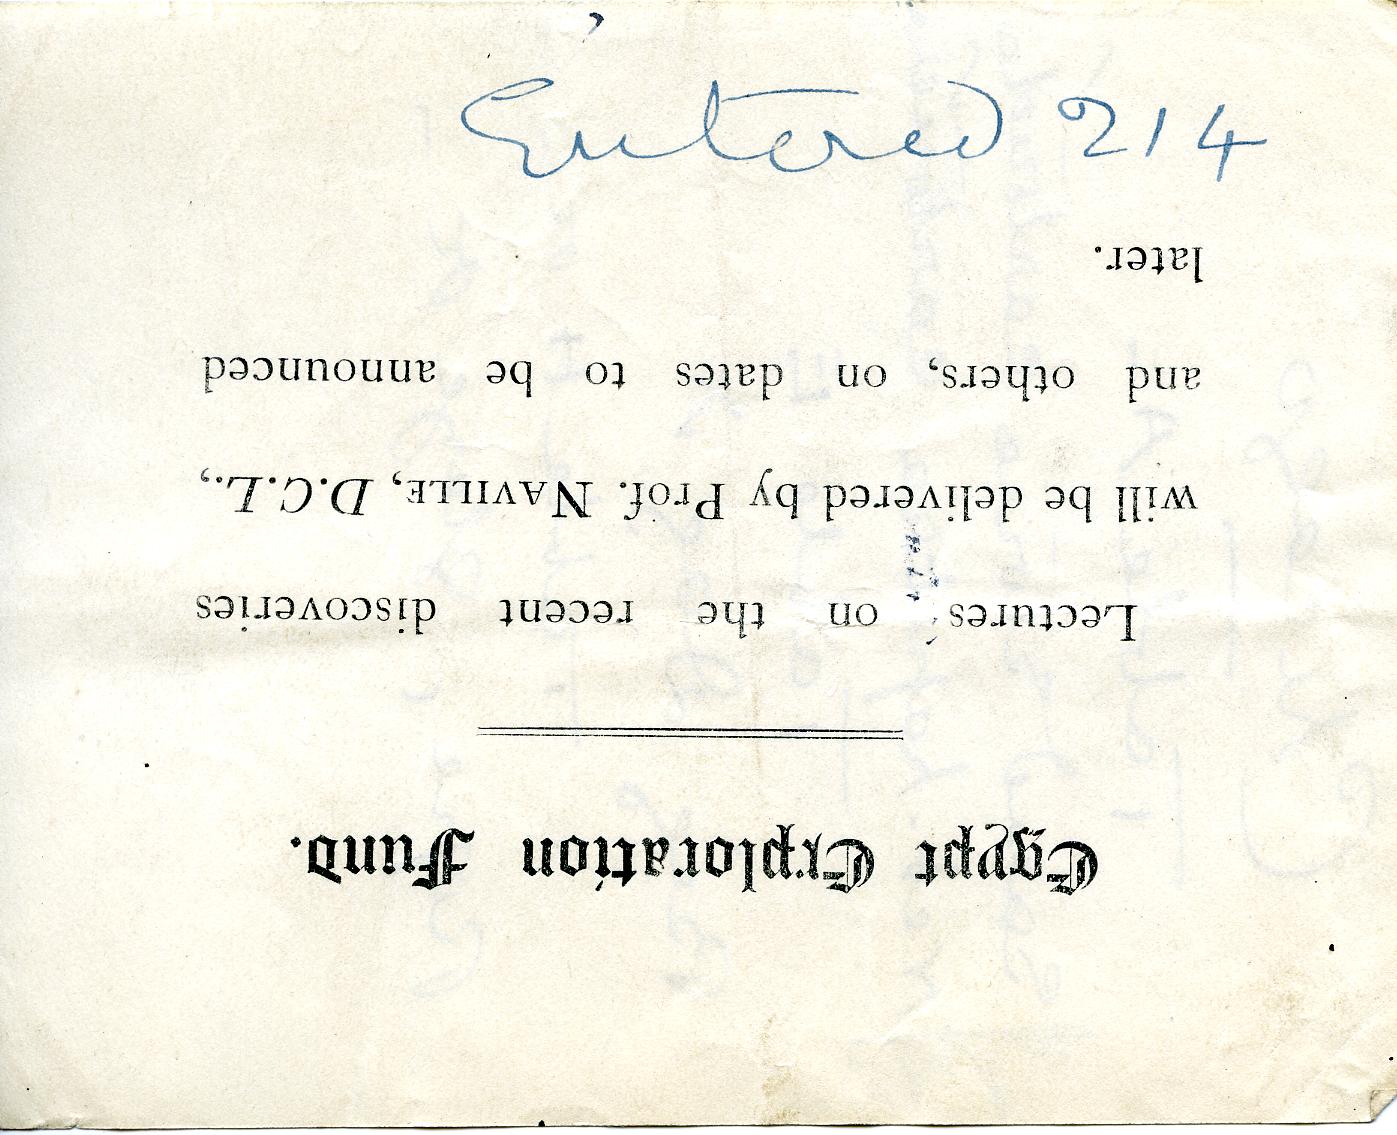 Entered 214
Egypt Exploration Fund.
Lectures on the recent discoveries
will be delivered by Prof. NAVILLE, D.C.L.,
and others, on dates to be announced
later.